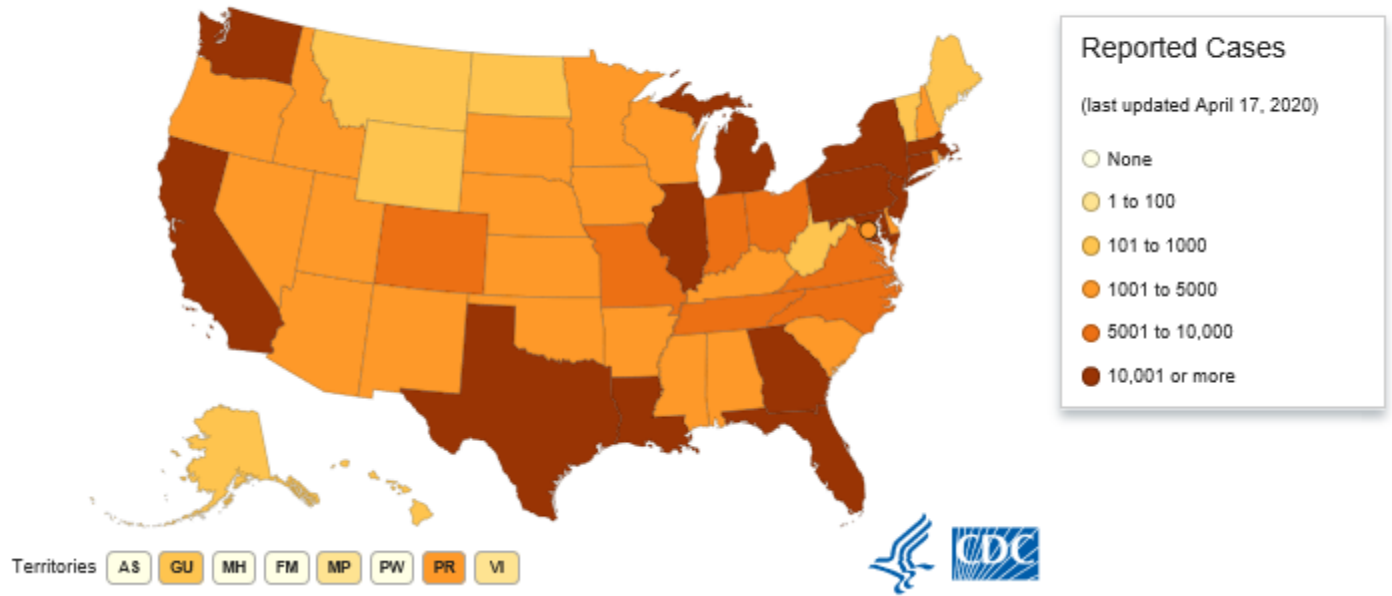 Reported Cases
(last updated April 17, 2020)
None
1 to 100
101 to 1000
1001 to 5000
5001 to 10,000
10,001 or more
Territories AS GU MH FM MP PW PR VI
CDC